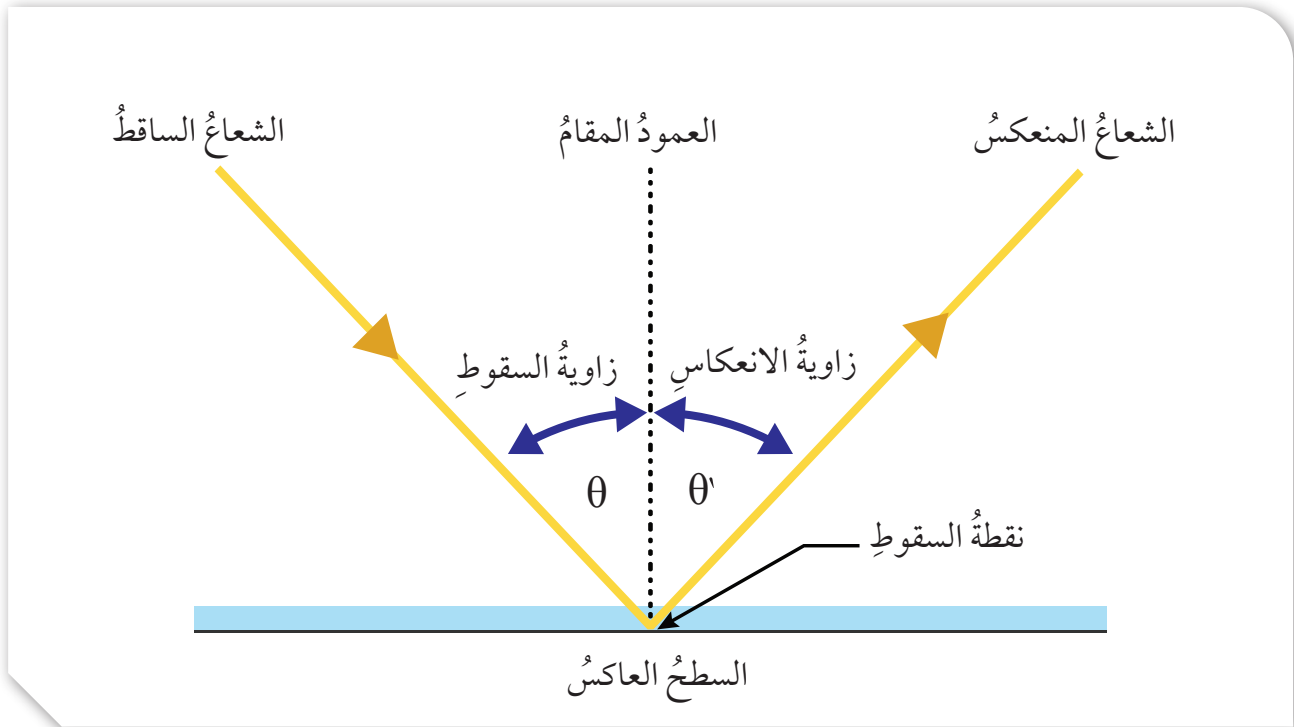 الشعاعُ المنعكسُ
العمودُ المقامُ
الشعاعُ الساقطُ
زاويةُ الانعكاسِ
زاويةُ السقوطِ
θ'
θ
نقطةُ السقوطِ
السطحُ العاكسُ